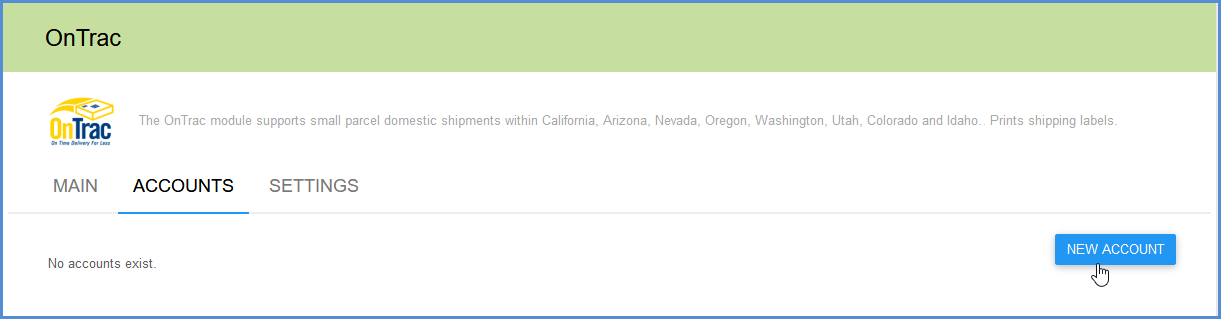 OnTrac
OnTrac
On Time Delivery For Less
The OnTrac module supports small parcel domestic shipments within California, Arizona, Nevada, Oregon, Washington, Utah, Colorado and Idaho.. Prints shipping labels.
MAIN ACCOUNTS SETTINGS
NEW ACCOUNT
No accounts exist.